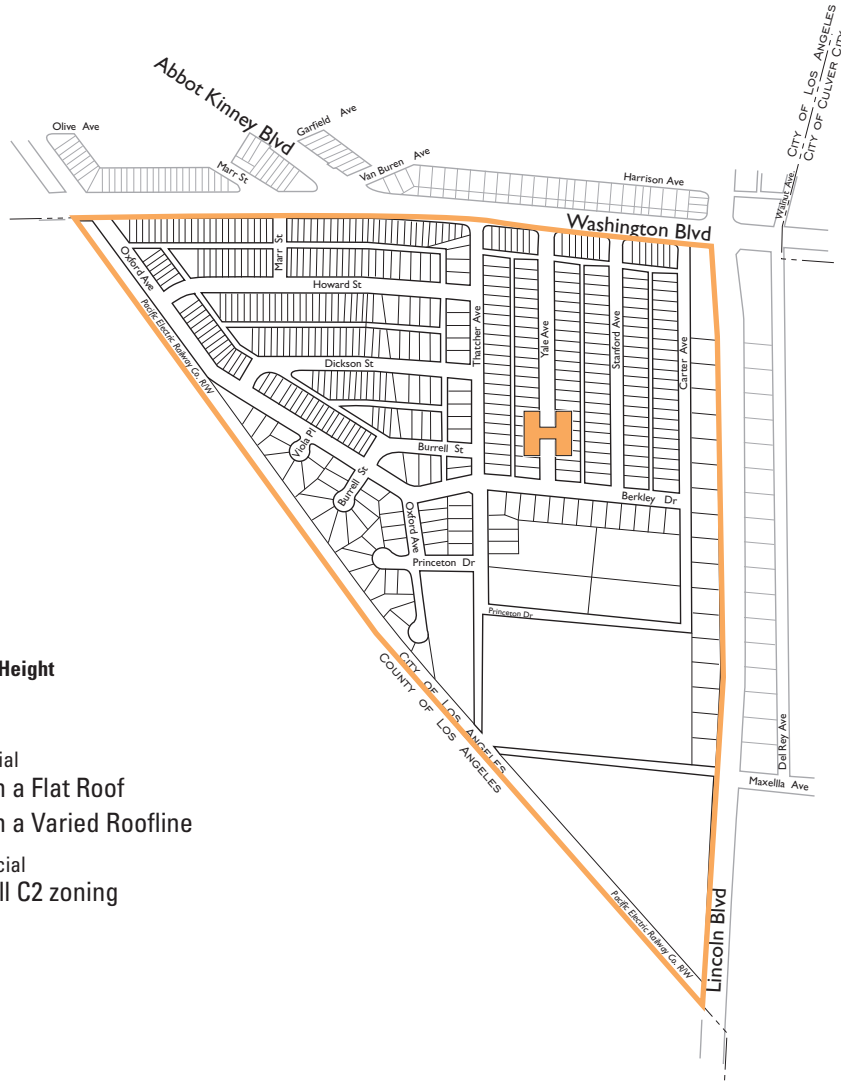 CITY OF LOS ANGELES
CITY OF CULVER CITY
Abbot Kinney Blvd
Garfield Ave
Olive Ave
Marr St
Van Buren Ave
Harrison Ave
Walnut Ave
Washington Blvd
Marr St
Oxford Ave
Howard St
Pacific Electric Railway Co. R/W
Thatcher Ave
Yale Ave
Stanford Ave
Carter Ave
Dickson St
H
Viola Pl
Burrell St
Burrell St
Berkley Dr
Oxford Ave
Princeton Dr
Princeton Dr
Height
CITY OF LOS ANGELES
COUNTY OF LOS ANGELES
Del Rey Ave
ial
n a Flat Roof
Maxellla Ave
n a Varied Roofline
cial
ll C2 zoning
Pacific Electric Railway Co. R/W
Lincoln Blvd